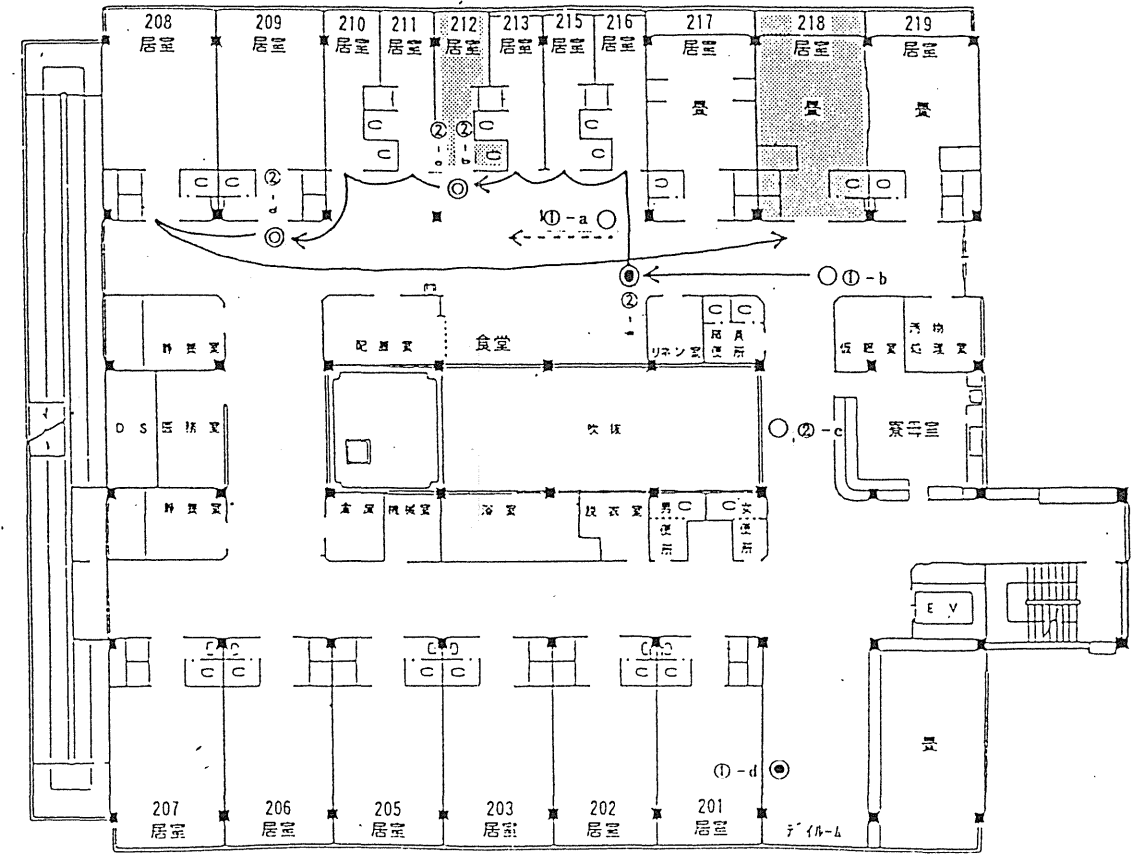 208
居室
209
居室
210
居室
211
居室
212
居室
213
居室
215
居室
216
居室
217
居室
218
居室
219
居室
畳
畳
畳
②-a
②-b
②-d
①-a
①-b
②
静養室
配膳室
食堂
リネン室
便所
汚物
処理室
DS
医務室
吹抜
②-c
寮母室
静養室
倉庫
機械室
浴室
脱衣室
男
便
所
女
便
所
EV
畳
①-d
207
居室
206
居室
205
居室
203
居室
202
居室
201
居室
デイルーム